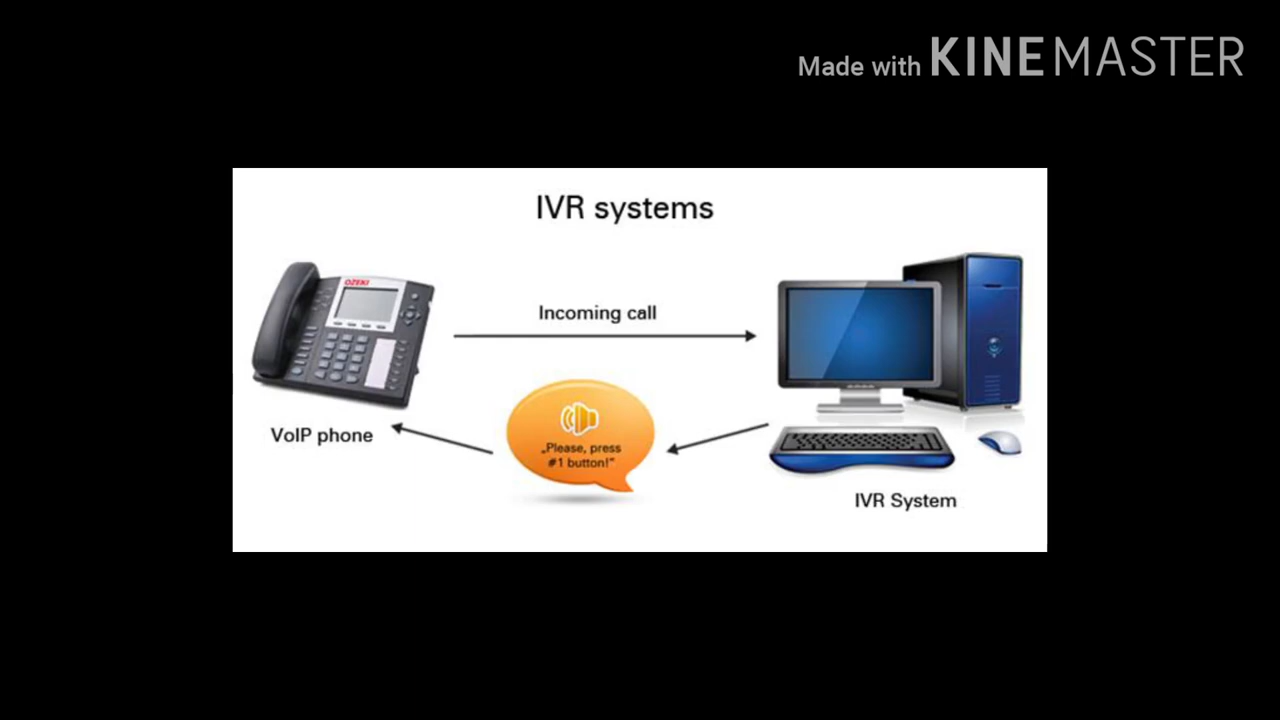 Made with KINEMASTER
IVR systems
OZEKI
Incoming call
VoIP phone
„Please, press
#1 button!”
IVR System